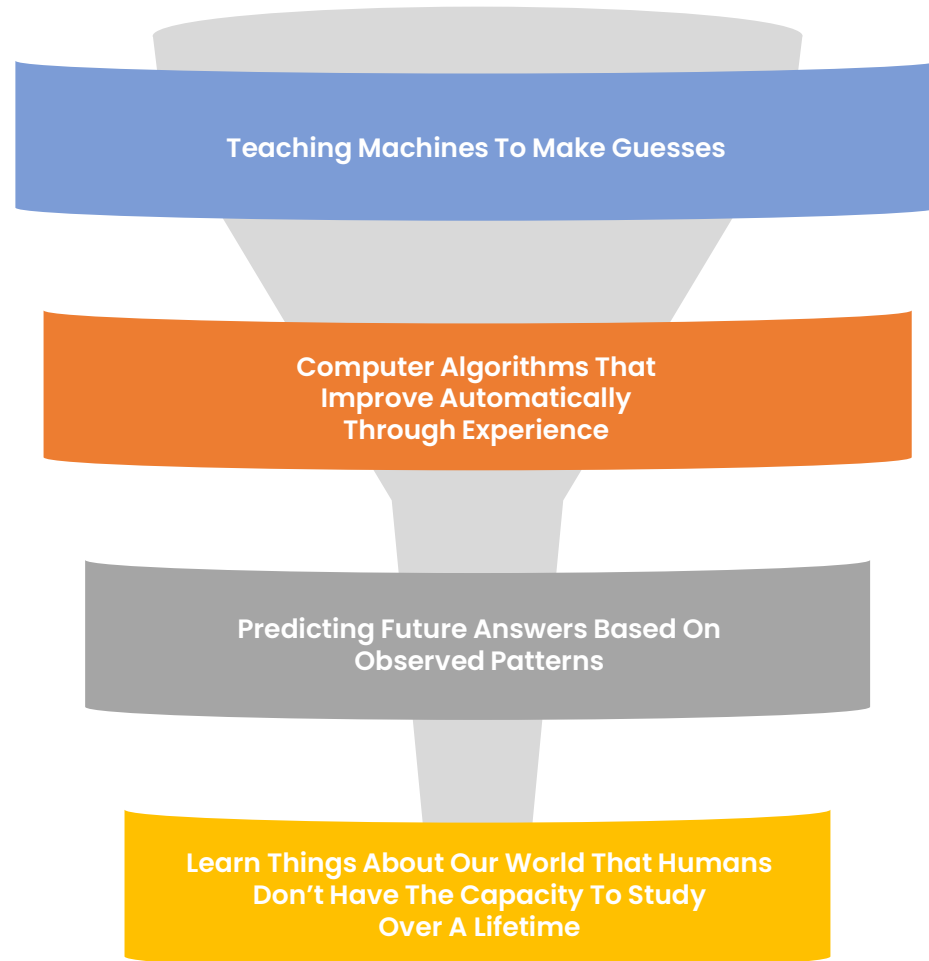 Teaching Machines To Make Guesses
Computer Algorithms That
Improve Automatically
Through Experience
Predicting Future Answers Based On
Observed Patterns
Learn Things About Our World That Humans
Don’t Have The Capacity To Study
Over A Lifetime